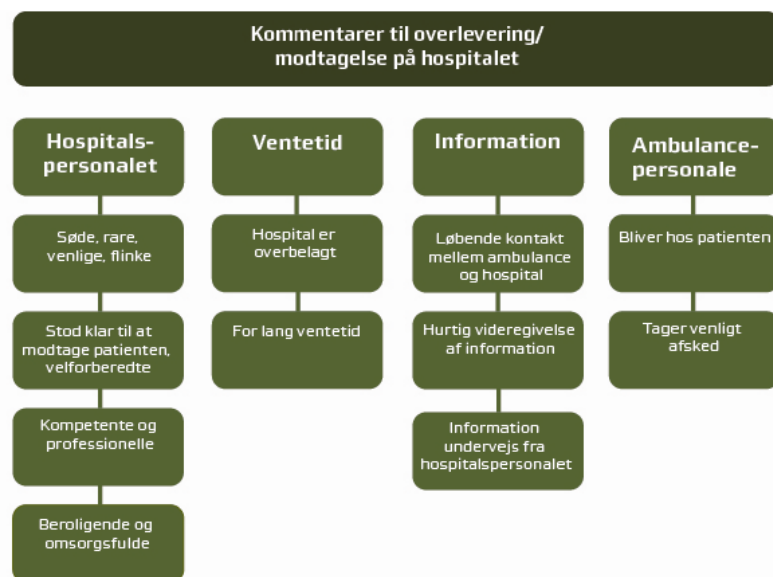 Kommentarer til overlevering/
modtagelse på hospitalet
Hospitals-
personalet
Søde, rare,
venlige, flinke
Stod klar til at
modtage patienten,
velforberedte
Kompetente og
professionelle
Beroligende og
omsorgsfulde
Ventetid
Hospital er
overbelagt
For lang ventetid
Information
Løbende kontakt
mellem ambulance
og hospital
Hurtig videregivelse
af information
Information
undervejs fra
hospitalspersonalet
Ambulance-
personale
Bliver hos patienten
Tager venligt
afsked